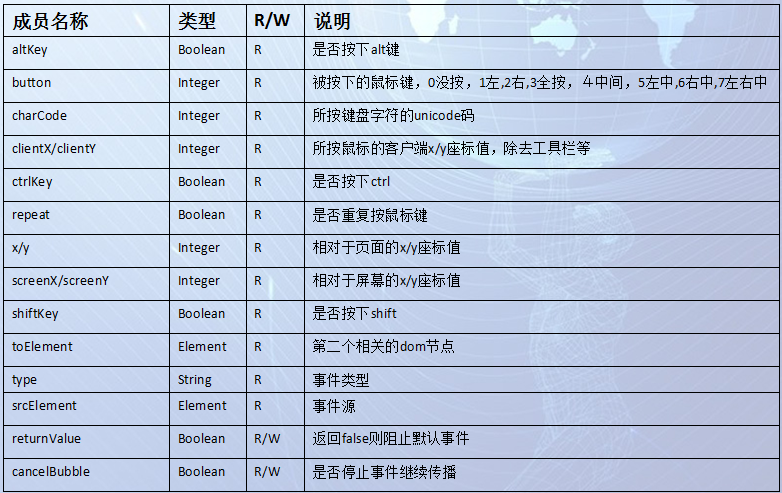 成员名称 类型 R/W 说明
altKey Boolean R 是否按下alt键
button Integer R 被按下的鼠标键，0没按，1左,2右,3全按，４中间，5左中,6右中,7左右中
charCode Integer R 所按键盘字符的unicode码
clientX/clientY Integer R 所按鼠标的客户端x/y座标值，除去工具栏等
ctrlKey Boolean R 是否按下ctrl
repeat Boolean R 是否重复按鼠标键
x/y Integer R 相对于页面的x/y座标值
screenX/screenY Integer R 相对于屏幕的x/y座标值
shiftKey Boolean R 是否按下shift
toElement Element R 第二个相关的dom节点
type String R 事件类型
srcElement Element R 事件源
returnValue Boolean R/W 返回false则阻止默认事件
cancelBubble Boolean R/W 是否停止事件继续传播